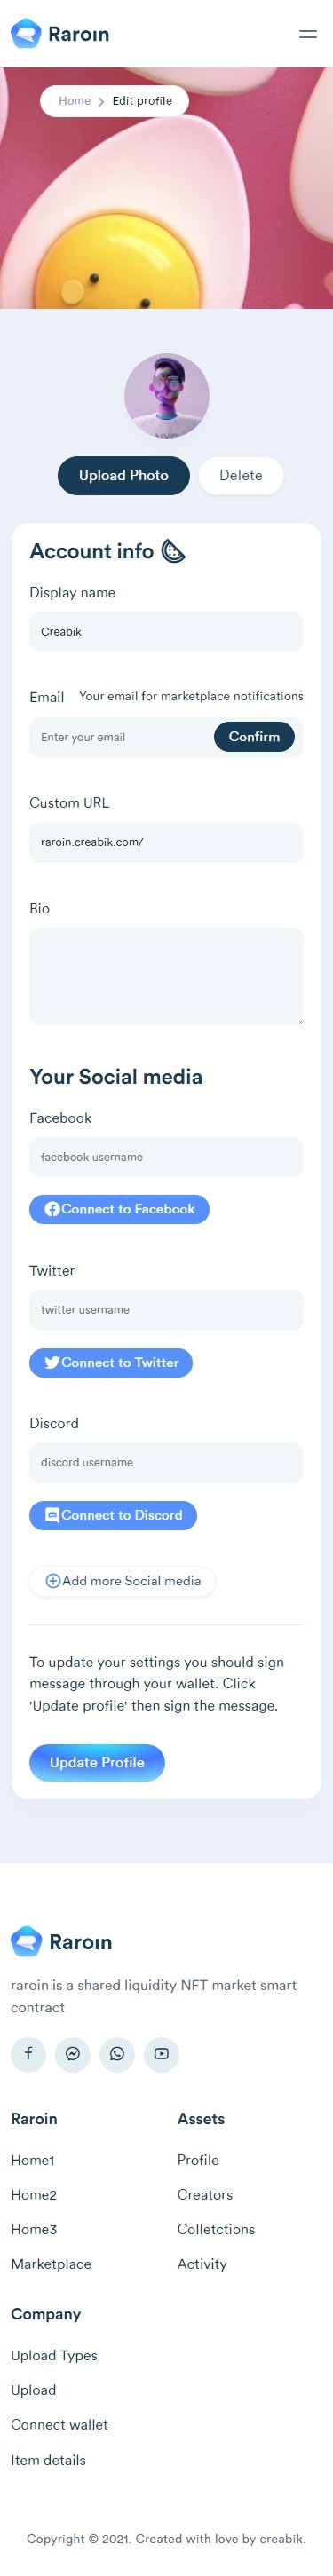 Raroin
Home > Edit profile
Upload Photo
Delete
Account info
Display name
Creabik
Email
Your email for marketplace notifications
Enter your email
Confirm
Custom URL
raroin.creabik.com/
Bio
Your Social media
Facebook
facebook username
Connect to Facebook
Twitter
twitter username
Connect to Twitter
Discord
discord username
Connect to Discord
Add more Social media
To update your settings you should sign
message through your wallet. Click
'Update profile' then sign the message.
Update Profile
Raroin
raroin is a shared liquidity NFT market smart
contract
Raroin
Home1
Home2
Home3
Marketplace
Assets
Profile
Creators
Colletctions
Activity
Company
Upload Types
Upload
Connect wallet
Item details
Copyright © 2021. Created with love by creabik.